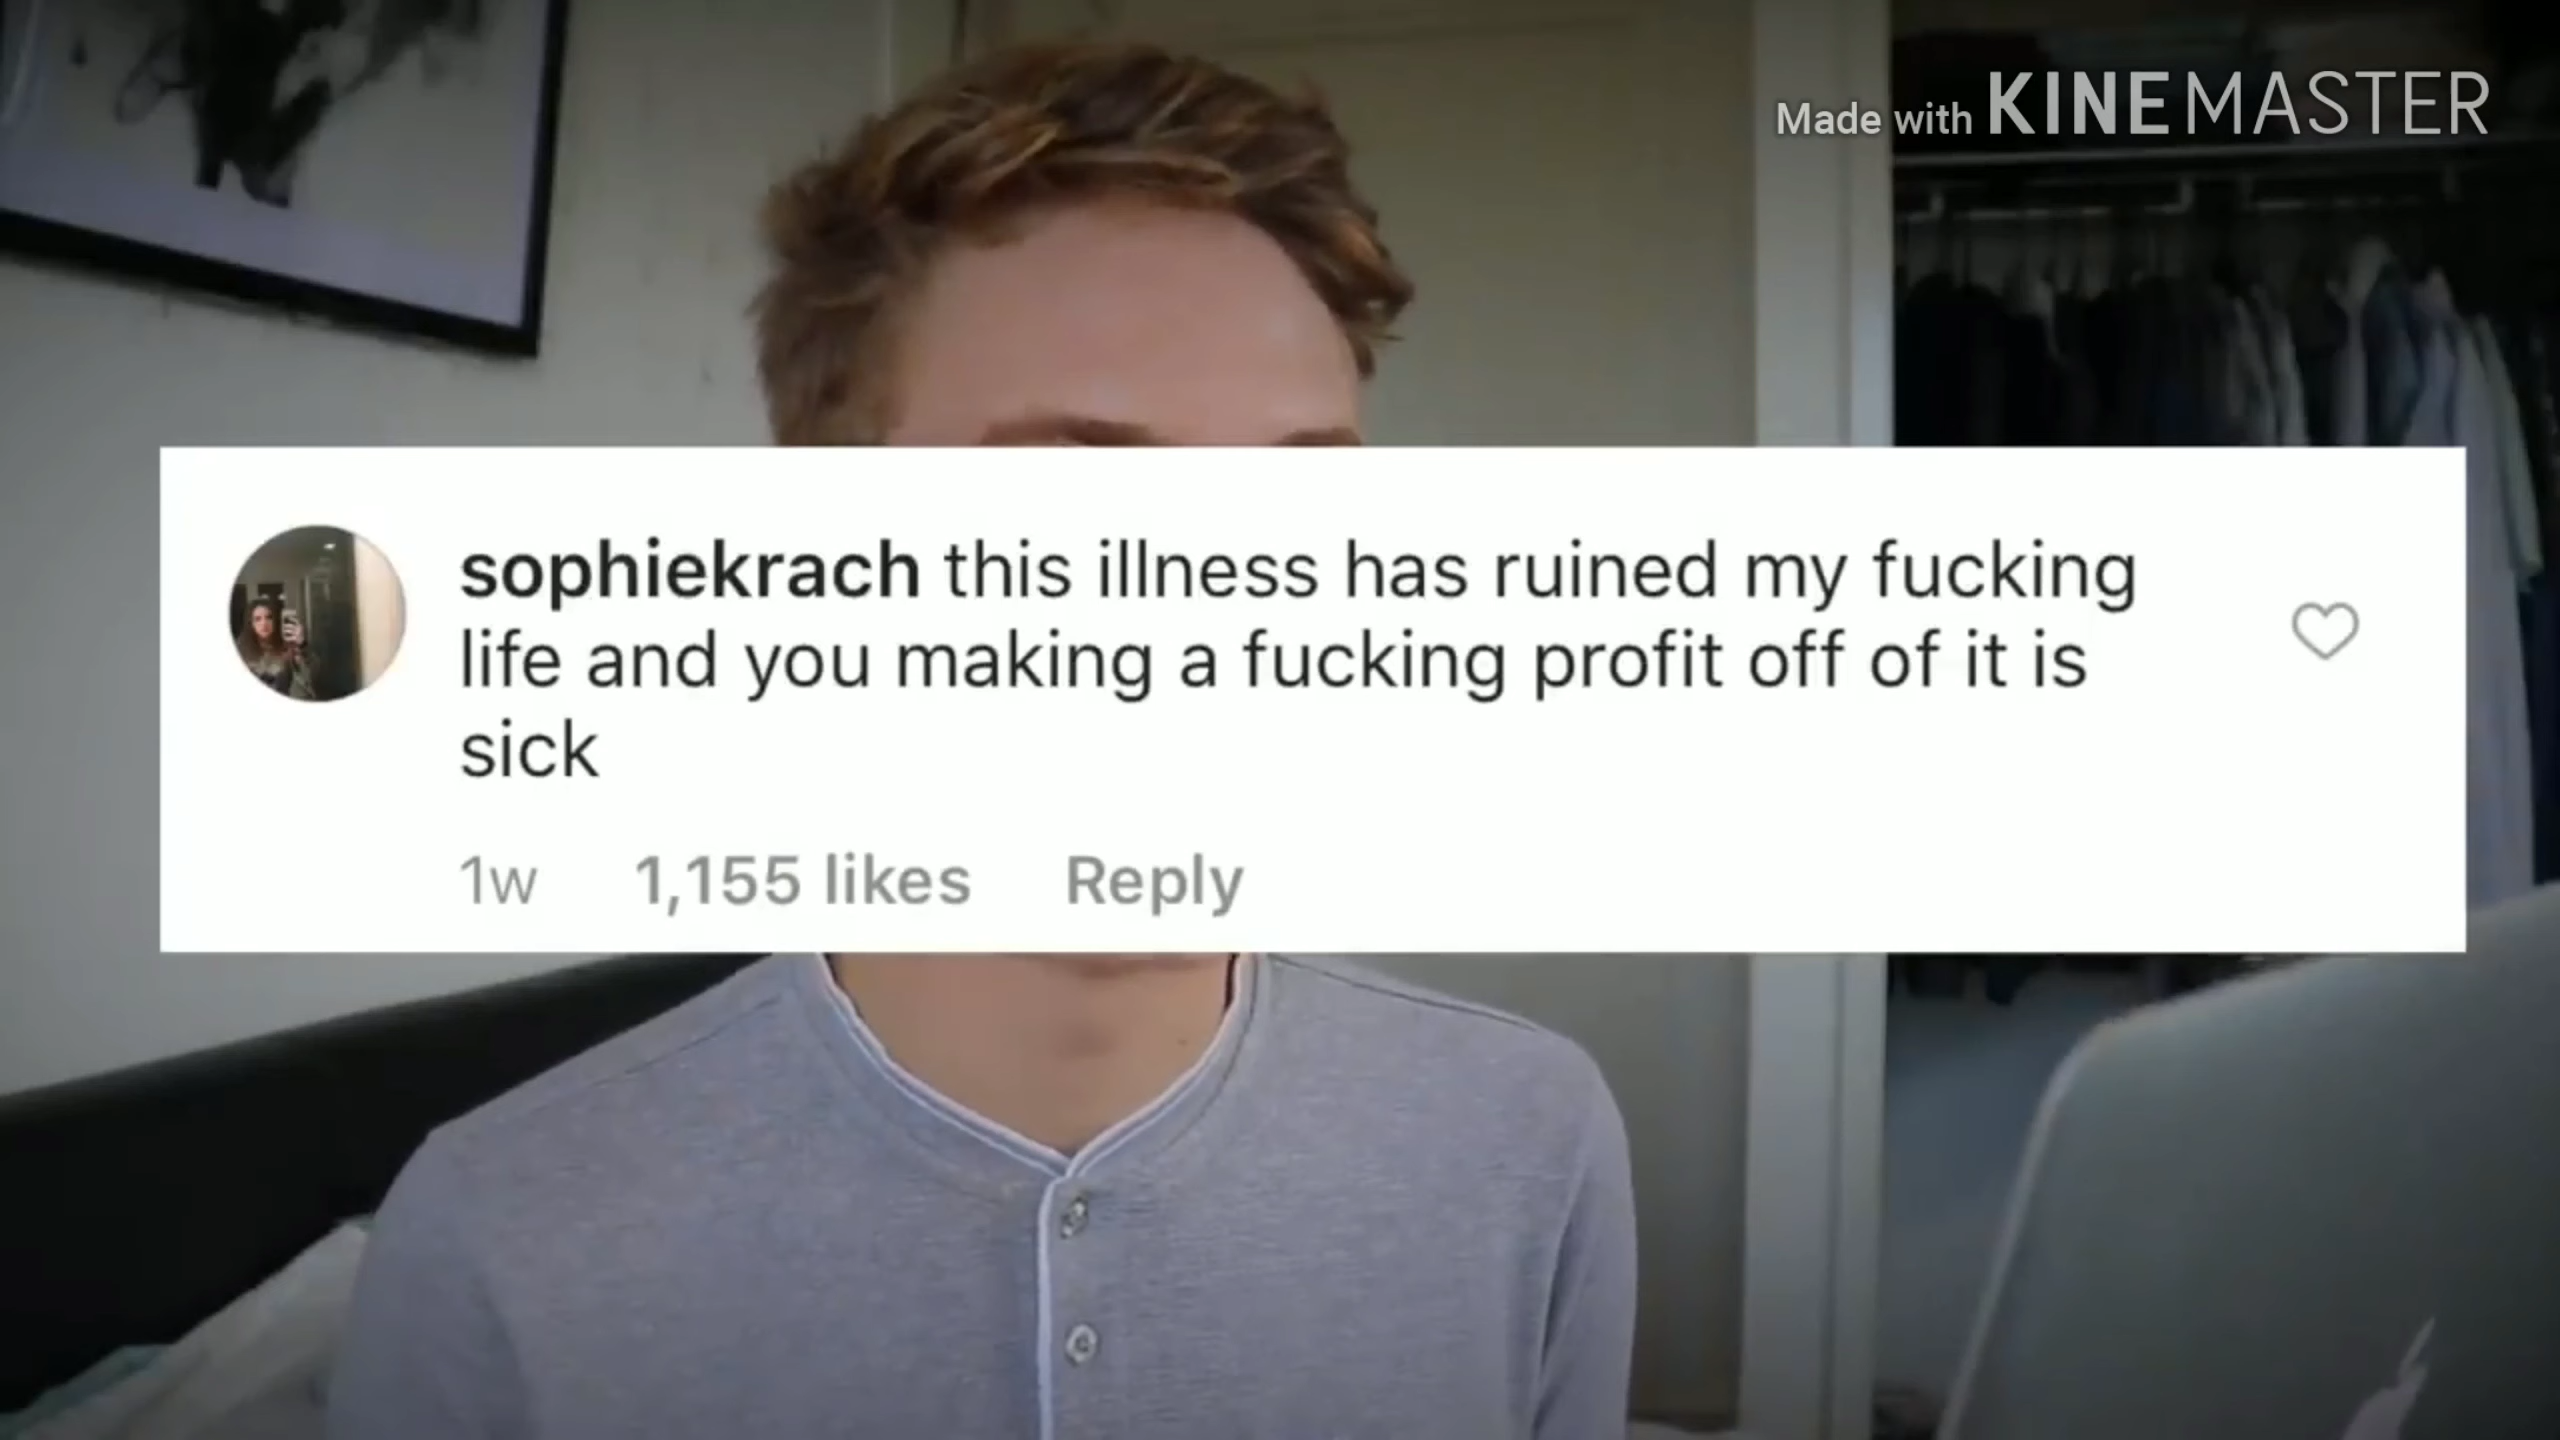 Made with KINEMASTER
sophiekrach this illness has ruined my fucking
life and you making a fucking profit off of it is
sick
1w 1,155 likes Reply